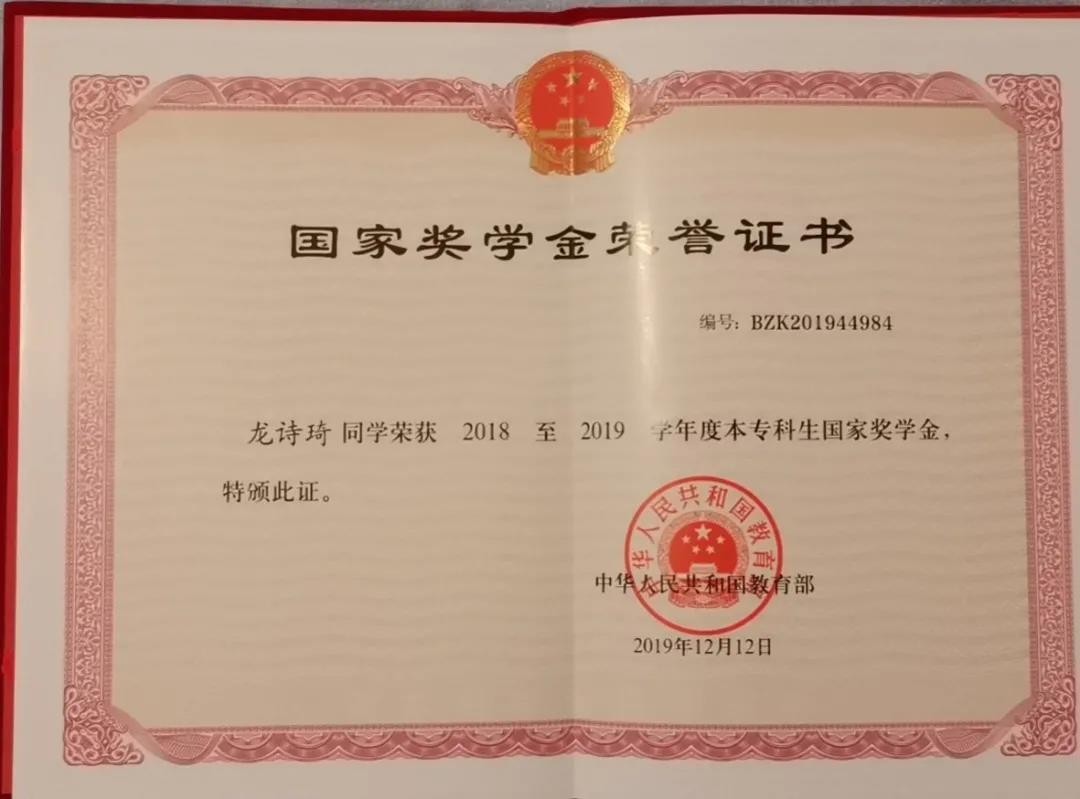 国家奖学金荣誉证书
编号：BZK201944984
龙诗琦 同学荣获 2018 至 2019 学年度本专科生国家奖学金，
特颁此证。
中华人民共和国教育部
中华人民共和国教育部
2019年12月12日